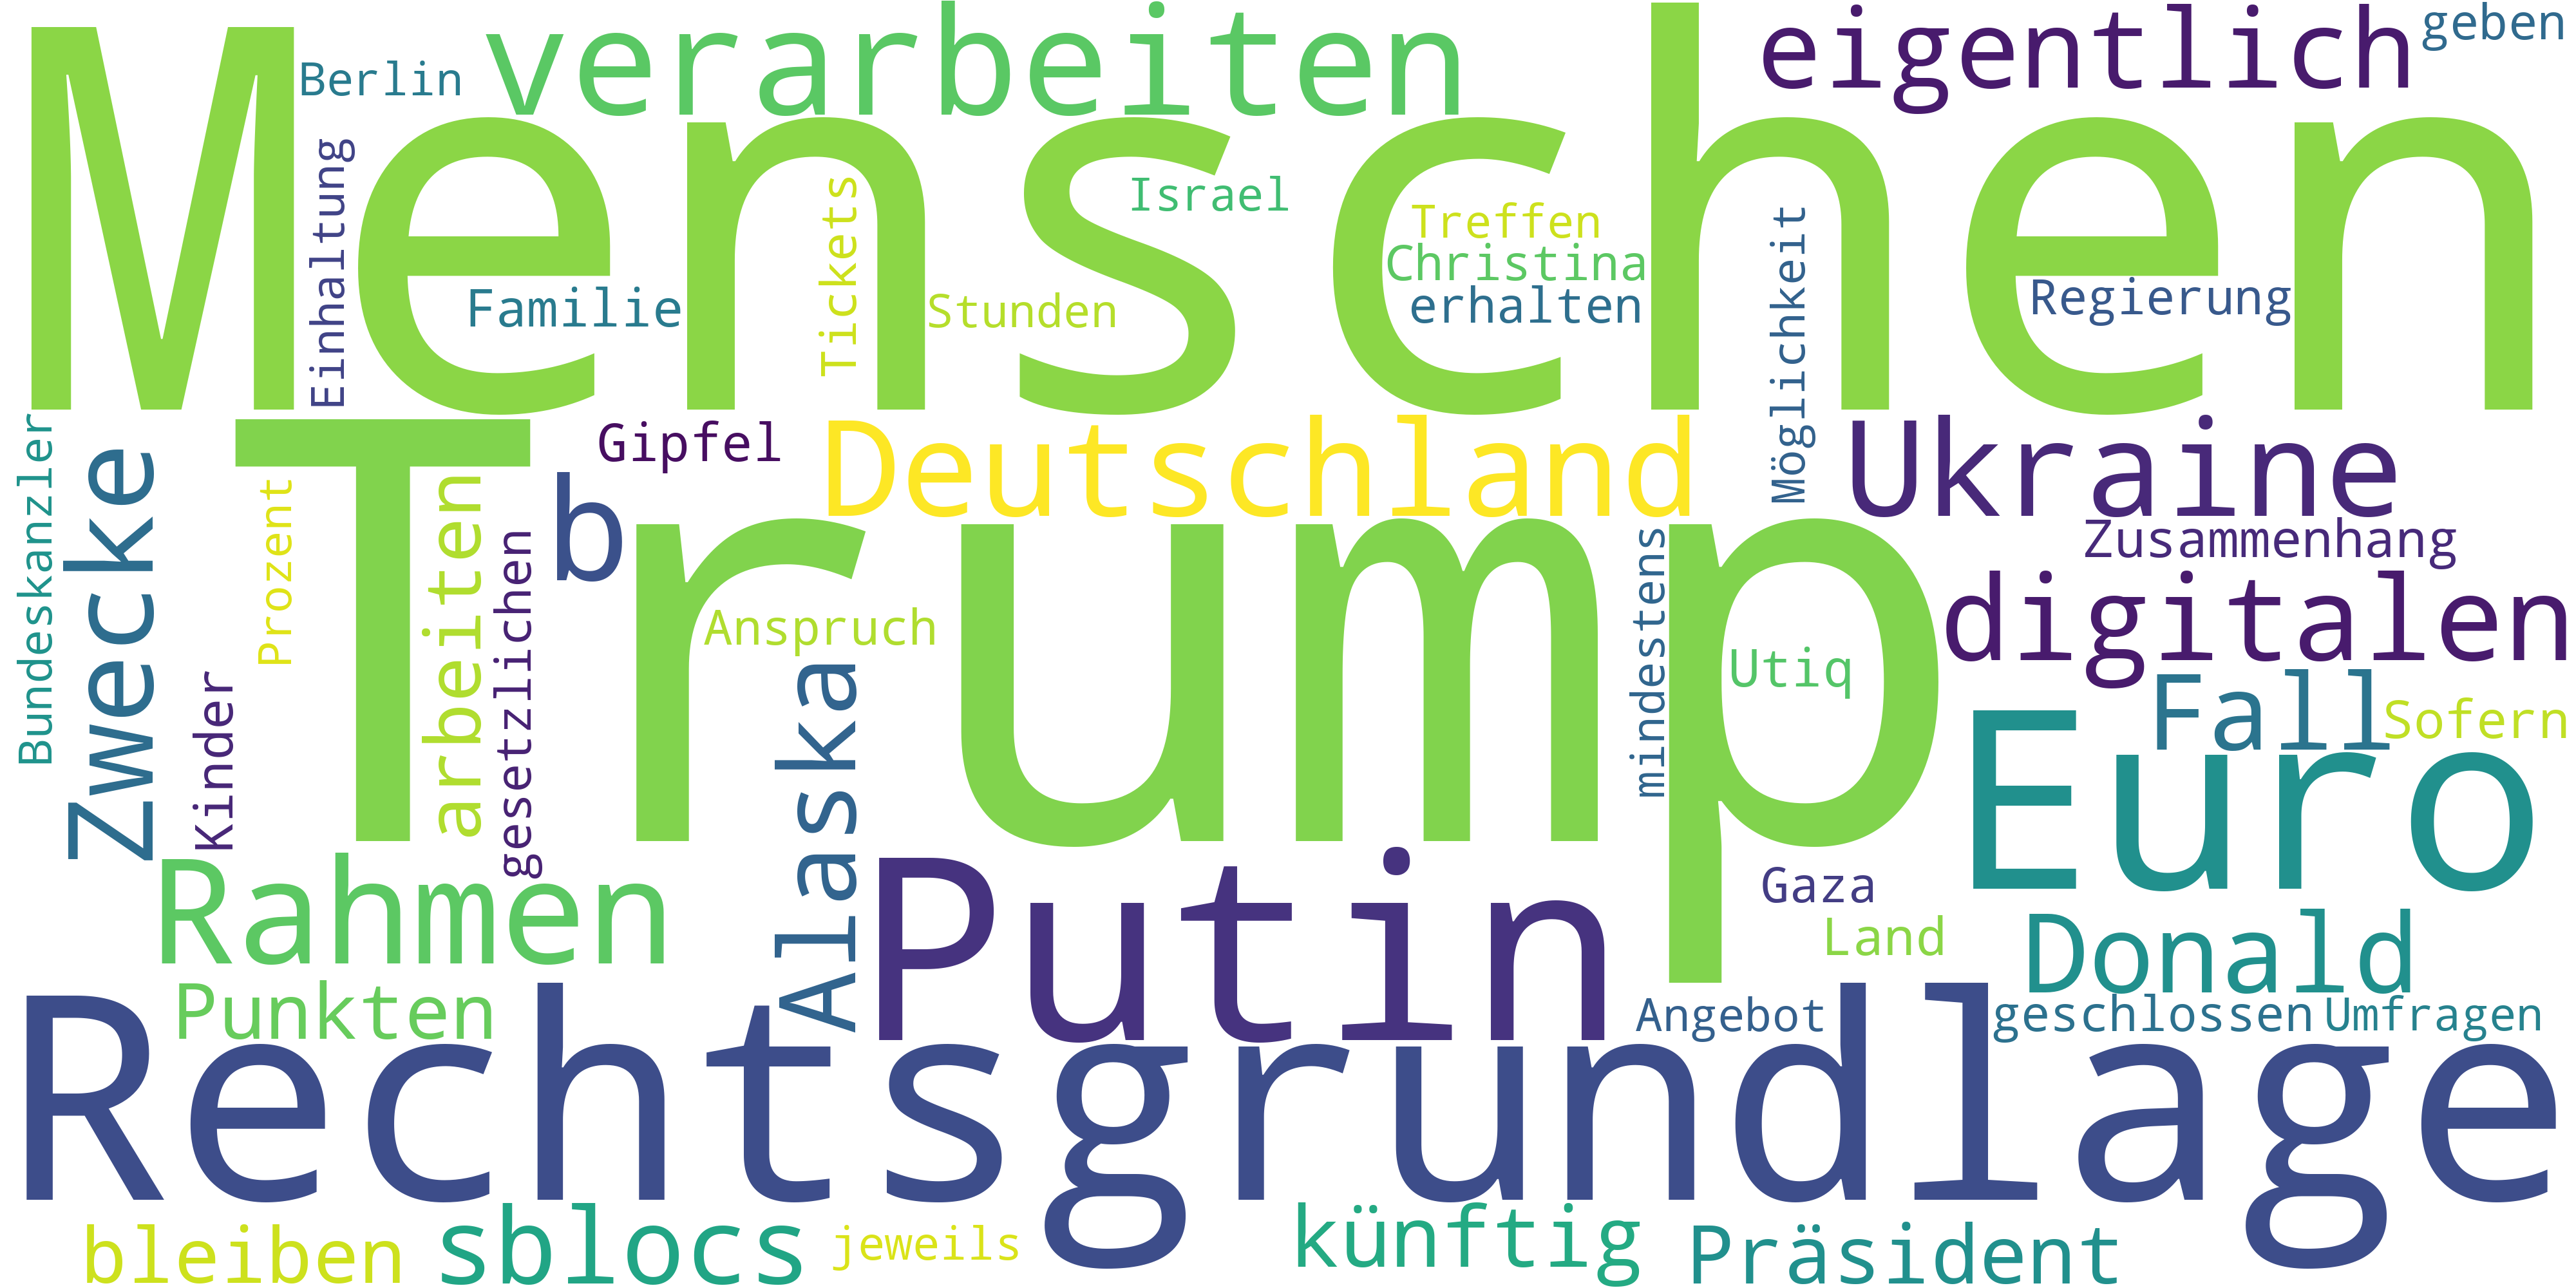 Menschen
verarbeiten
eigentlich
geben
Berlin
Einhaltung
Familie
Tickets
Israel
Stunden
Treffen
Christina
erhalten
Möglichkeit
Regierung
Trump
Gipfel
Deutschland
Ukraine
Zusammenhang
Bundeskanzler
Zwecke
Prozent
arbeiten
gesetzlichen
b
Kinder
Anspruch
Alaska
mindestens
Utiq
digitalen
Fall
Sofern
Euro
Rahmen
Putin
Gaza
Land
Donald
Punkten
Angebot
geschlossen
Umfragen
Rechtsgrundlage
bleiben
sblocs
jeweils
künftig
Präsident